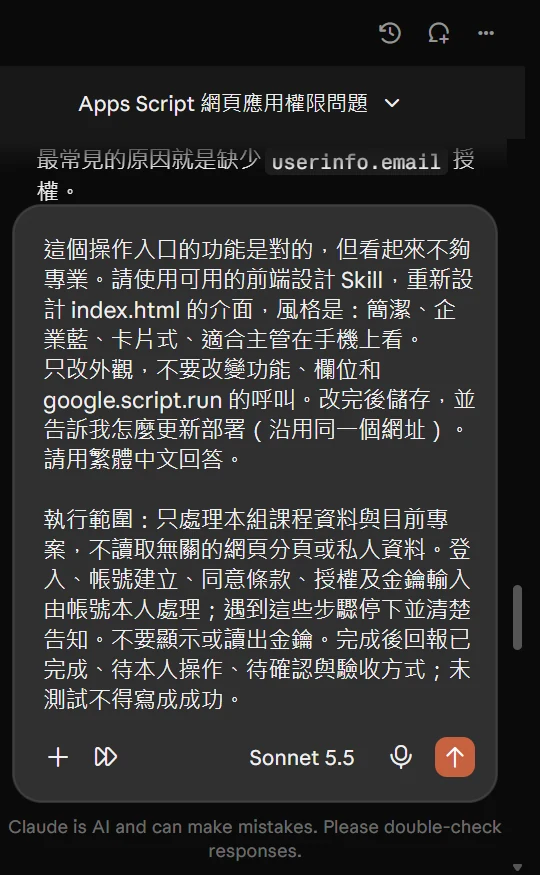 Apps Script 網頁應用權限問題
最常見的原因就是缺少 userinfo.email 授
權。
這個操作入口的功能是對的，但看起來不夠
專業。請使用可用的前端設計 Skill，重新設
計 index.html 的介面，風格是：簡潔、企
業藍、卡片式、適合主管在手機上看。
只改外觀，不要改變功能、欄位和
google.script.run 的呼叫。改完後儲存，並
告訴我怎麼更新部署（沿用同一個網址）。
請用繁體中文回答。
執行範圍：只處理本組課程資料與目前專
案，不讀取無關的網頁分頁或私人資料。登
入、帳號建立、同意條款、授權及金鑰輸入
由帳號本人處理；遇到這些步驟停下並清楚
告知。不要顯示或讀出金鑰。完成後回報已
完成、待本人操作、待確認與驗收方式；未
測試不得寫成成功。
Sonnet 5.5
Claude is AI and can make mistakes. Please double-check
responses.